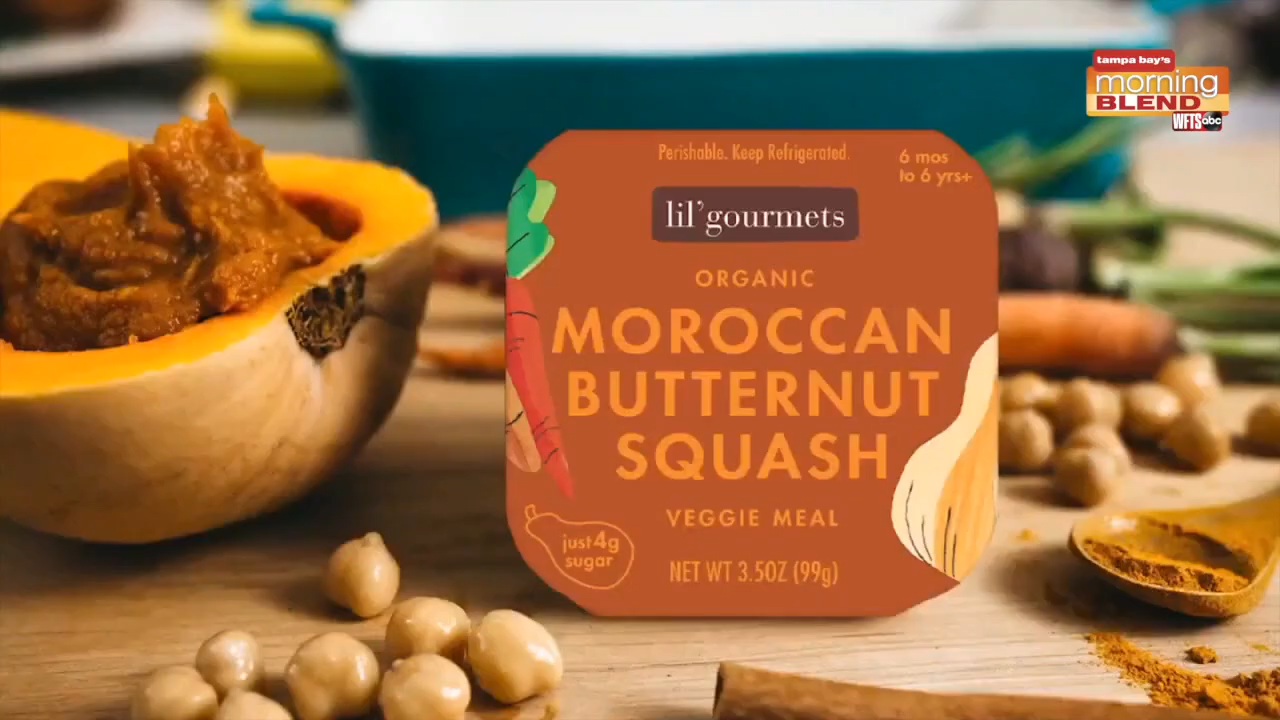 tampa bay's
morning
BLEND
WFTS abc
Perishable. Keep Refrigerated.
6 mos
to 6 yrs+
lil' gourmets
ORGANIC
MOROCCAN
BUTTERNUT
SQUASH
VEGGIE MEAL
just 4g
sugar
NET WT 3.5OZ (99g)